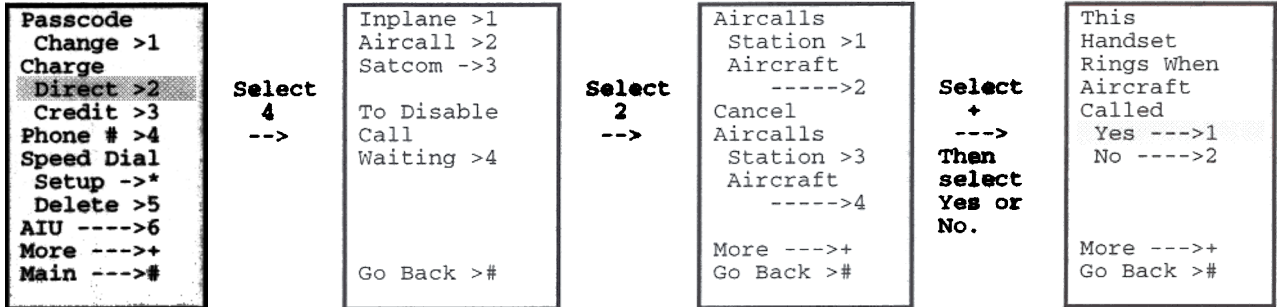 Passcode
Change >1
Charge
Direct >2
Credit >3
Phone # >4
Speed Dial
Setup ->*
Delete >5
AIU ---->6
More --->+
Main --->#
Select
4
-->
Inplane >1
Aircall >2
Satcom ->3
To Disable
Call
Waiting >4
Go Back >#
Select
2
-->
Aircalls
Station >1
Aircraft
----->2
Cancel
Aircalls
Station >3
Aircraft
----->4
More --->+
Go Back >#
Select
+
--->
Then
select
Yes or
No.
This
Handset
Rings When
Aircraft
Called
Yes --->1
No ---->2
More --->+
Go Back >#